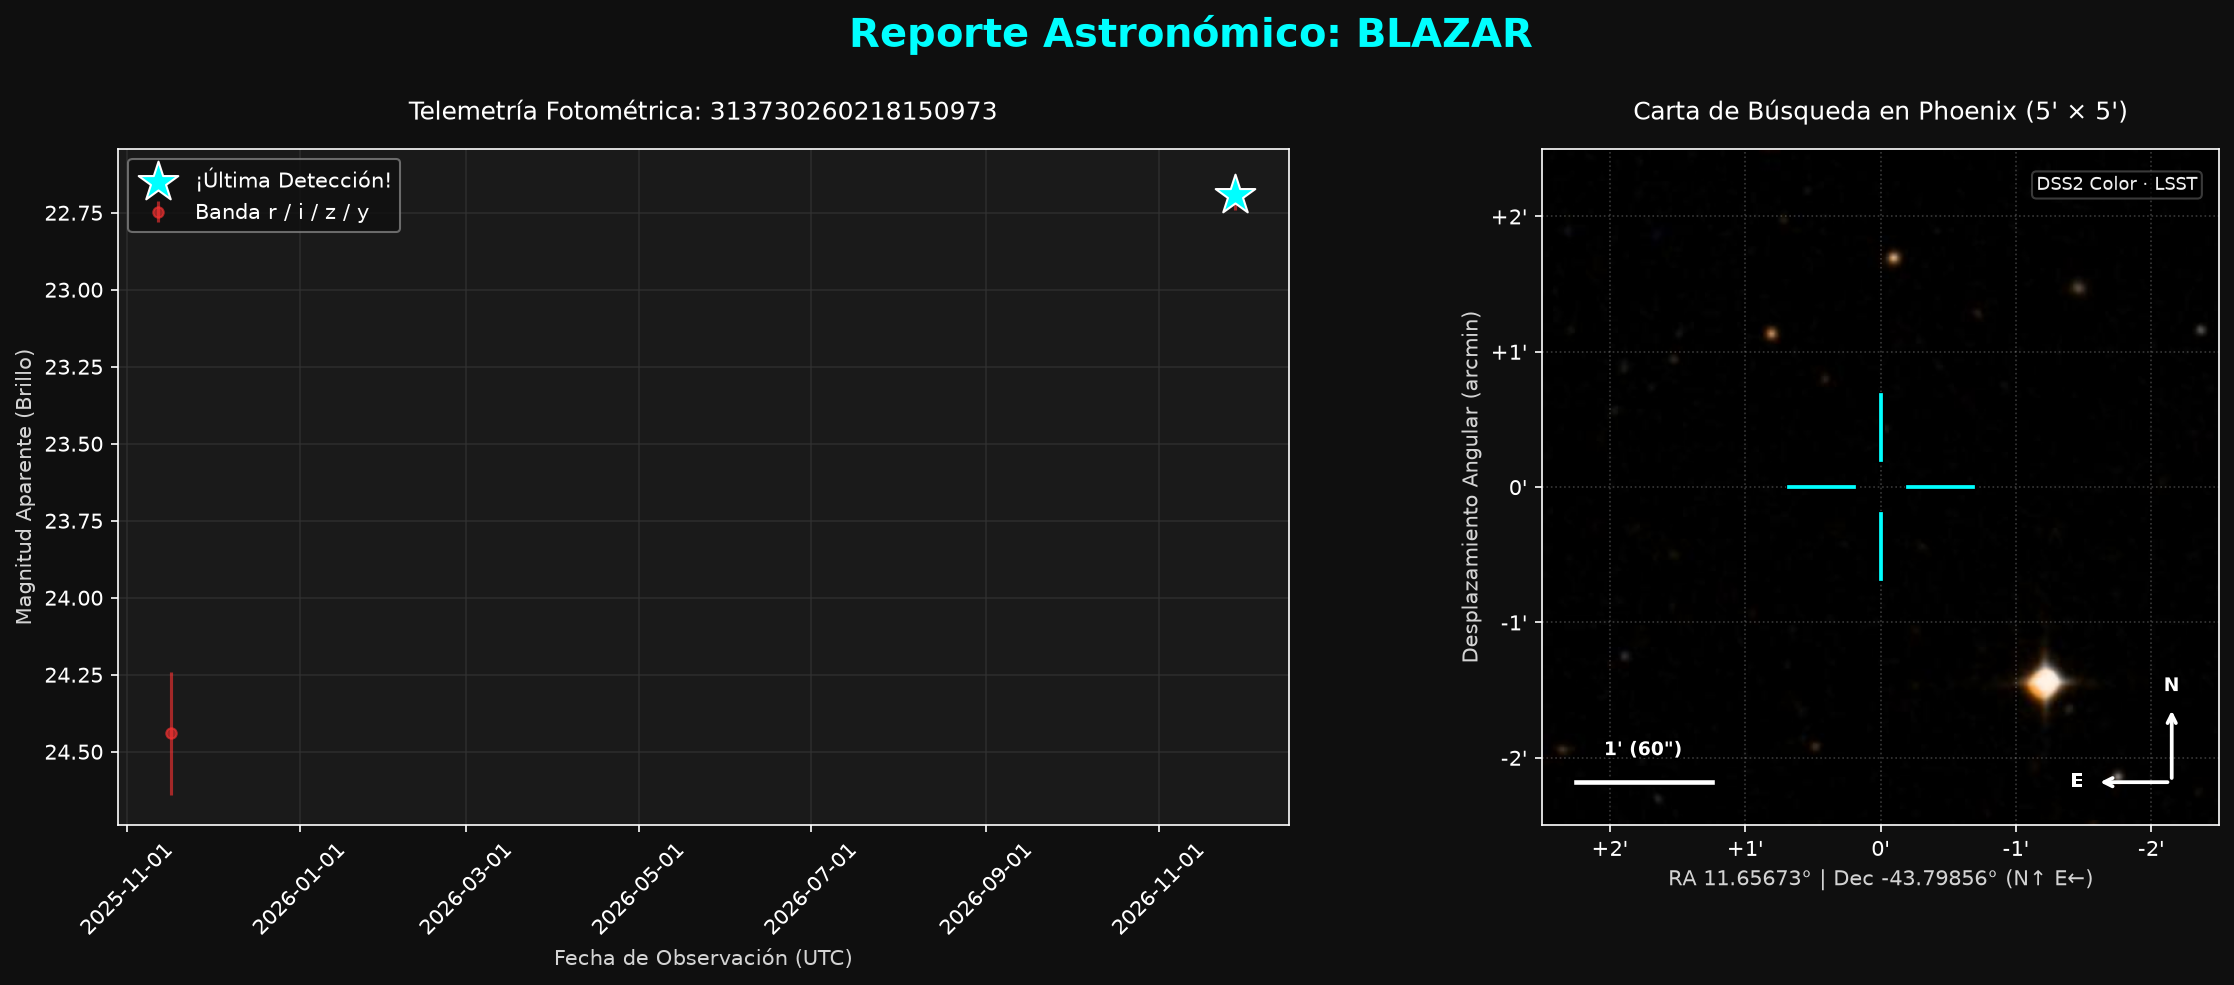 Reporte Astronómico: BLAZAR
Telemetría Fotométrica: 313730260218150973
¡Última Detección!
Banda r / i / z / y
Magnitud Aparente (Brillo)
22.75
23.00
23.25
23.50
23.75
24.00
24.25
24.50
2025-11-01
2026-01-01
2026-03-01
2026-05-01
2026-07-01
2026-09-01
2026-11-01
Fecha de Observación (UTC)
Carta de Búsqueda en Phoenix (5' × 5')
DSS2 Color · LSST
Desplazamiento Angular (arcmin)
+2'
+1'
0'
-1'
-2'
N
E
1' (60")
+2'
+1'
0'
-1'
-2'
RA 11.65673° | Dec -43.79856° (N↑ E←)